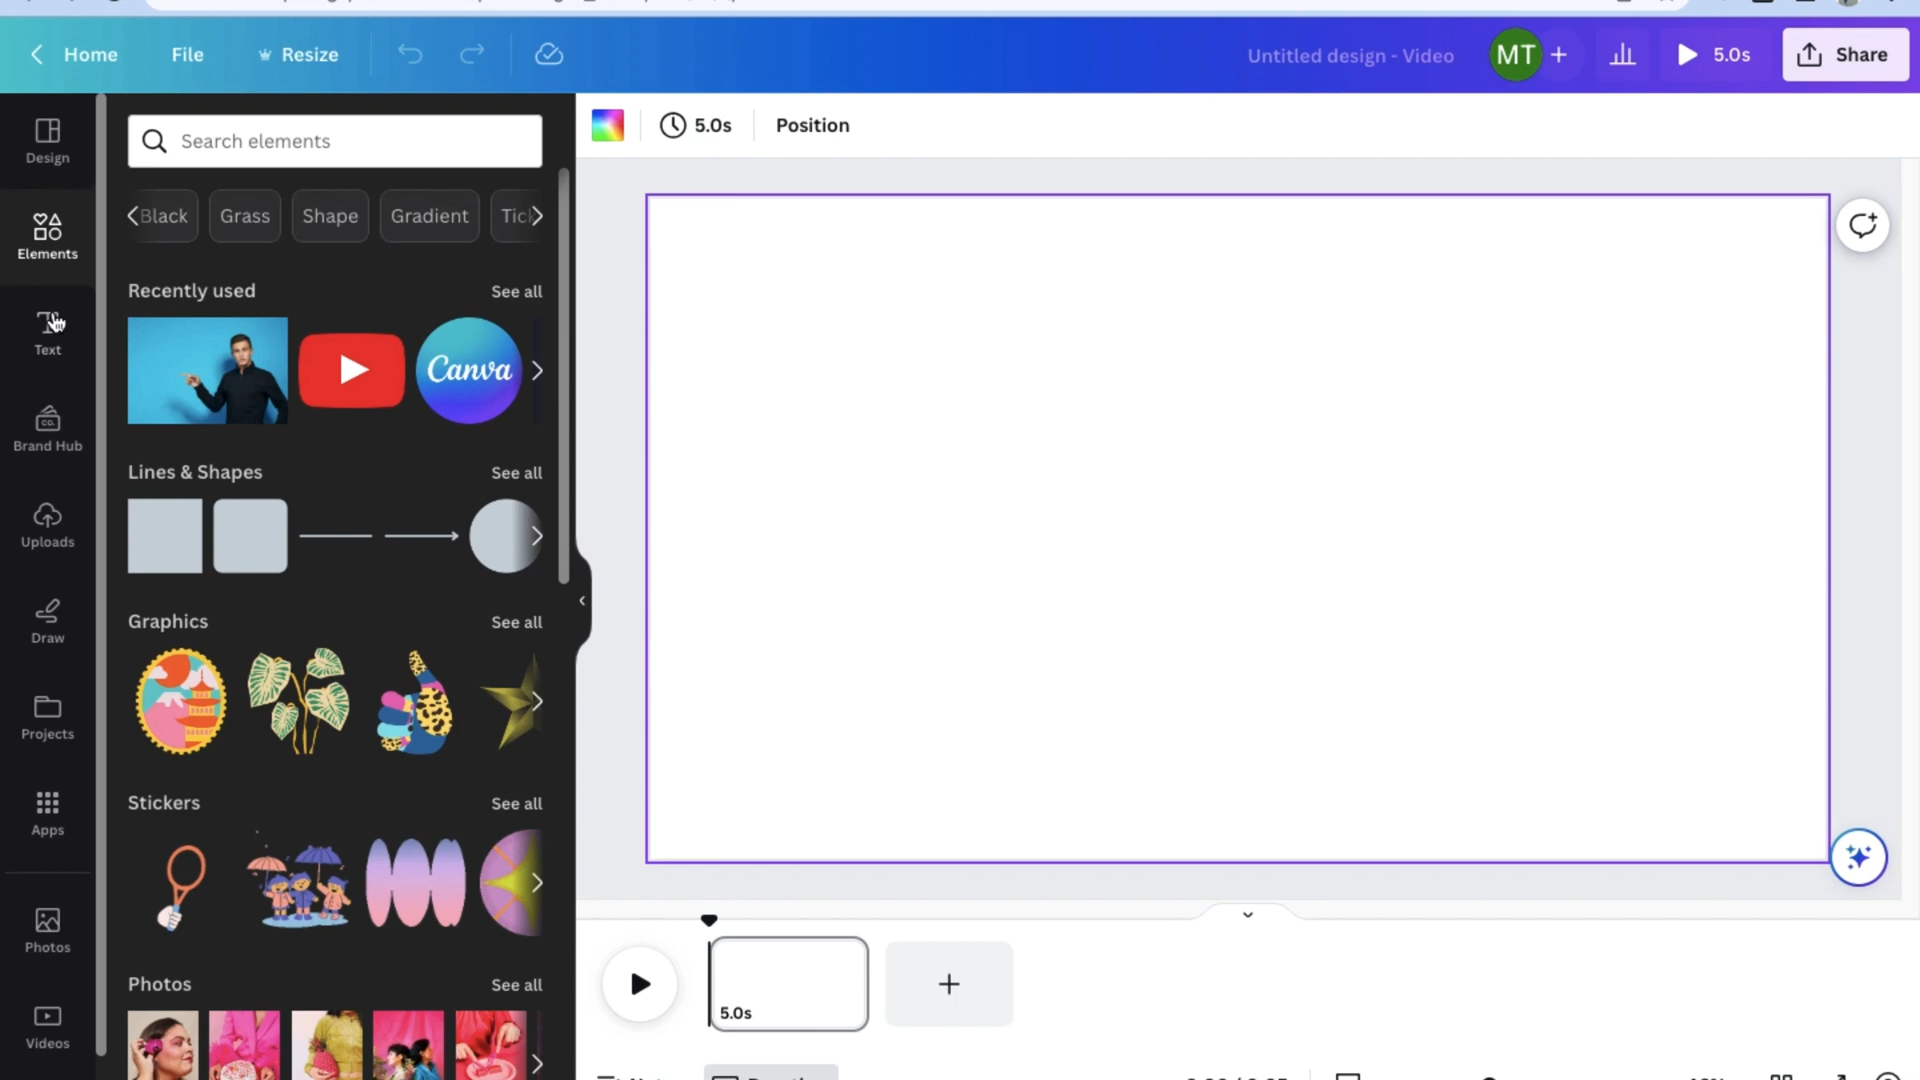 Home File Resize Untitled design - Video MT + 5.0s Share
Design
Elements
Text
Brand Hub
CO.
Uploads
Draw
Projects
Apps
Photos
Videos
Search elements
Black Grass Shape Gradient
Recently used See all
Canva
Lines & Shapes See all
Graphics See all
Stickers See all
Photos See all
5.0s Position
5.0s